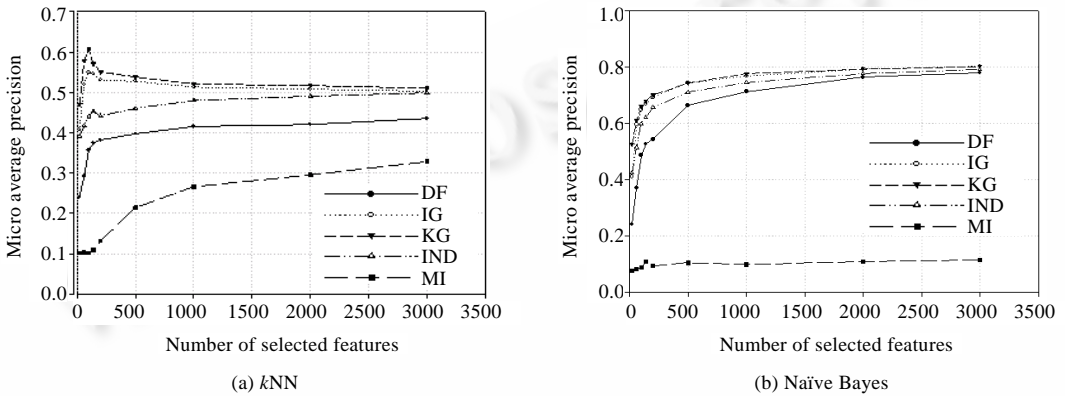 0.7
0.6
0.5
0.4
0.3
0.2
0.1
0.0
Micro average precision
DF
IG
KG
IND
MI
0 500 1000 1500 2000 2500 3000 3500
Number of selected features
(a) kNN
1.0
0.8
0.6
0.4
0.2
0.0
Micro average precision
DF
IG
KG
IND
MI
0 500 1000 1500 2000 2500 3000 3500
Number of selected features
(b) Naïve Bayes